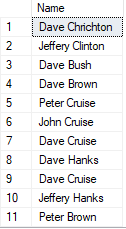 Name
1 Dave Chrichton
2 Jeffery Clinton
3 Dave Bush
4 Dave Brown
5 Peter Cruise
6 John Cruise
7 Dave Cruise
8 Dave Hanks
9 Dave Cruise
10 Jeffery Hanks
11 Peter Brown